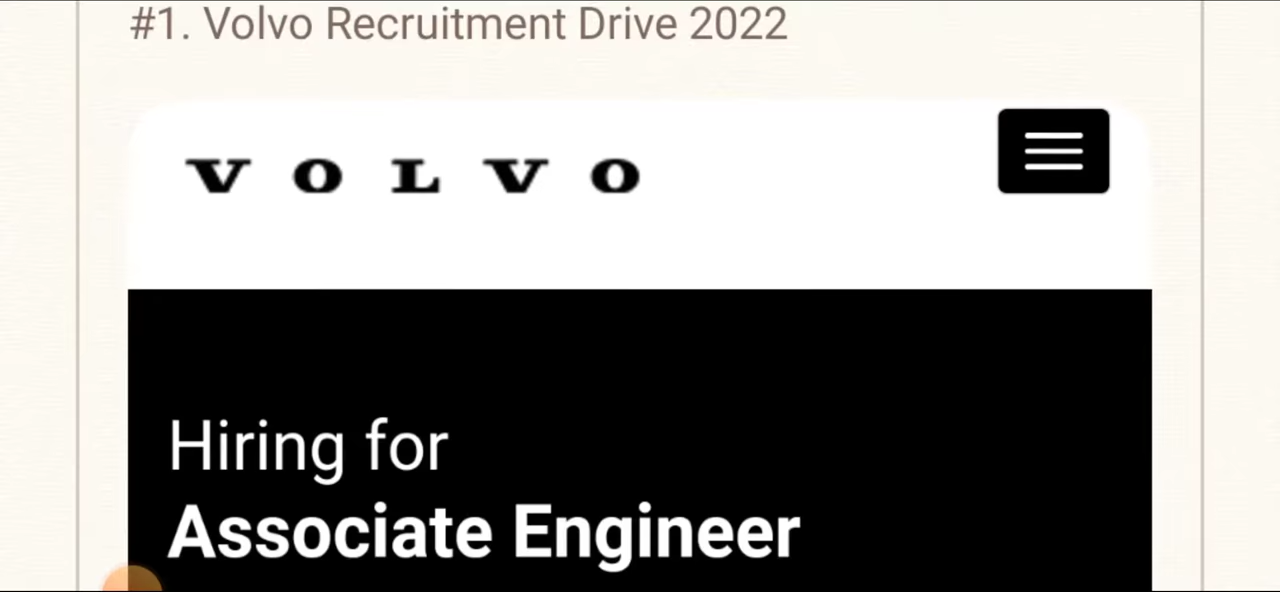 #1. Volvo Recruitment Drive 2022
VOLVO
Hiring for
Associate Engineer